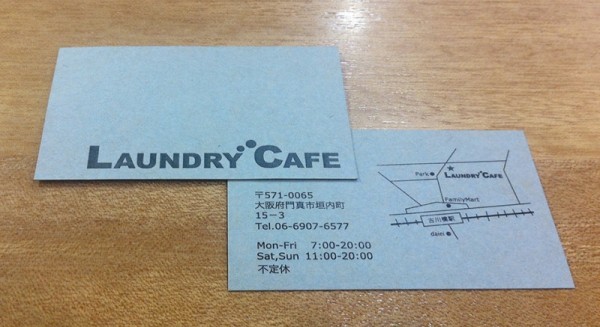 LAUNDRY CAFE
〒571-0065
大阪府門真市垣内町
15-3
Tel.06-6907-6577
Mon-Fri 7:00-20:00
Sat,Sun 11:00-20:00
不定休
Park
LAUNDRY CAFE
FamilyMart
古川橋駅
daiei